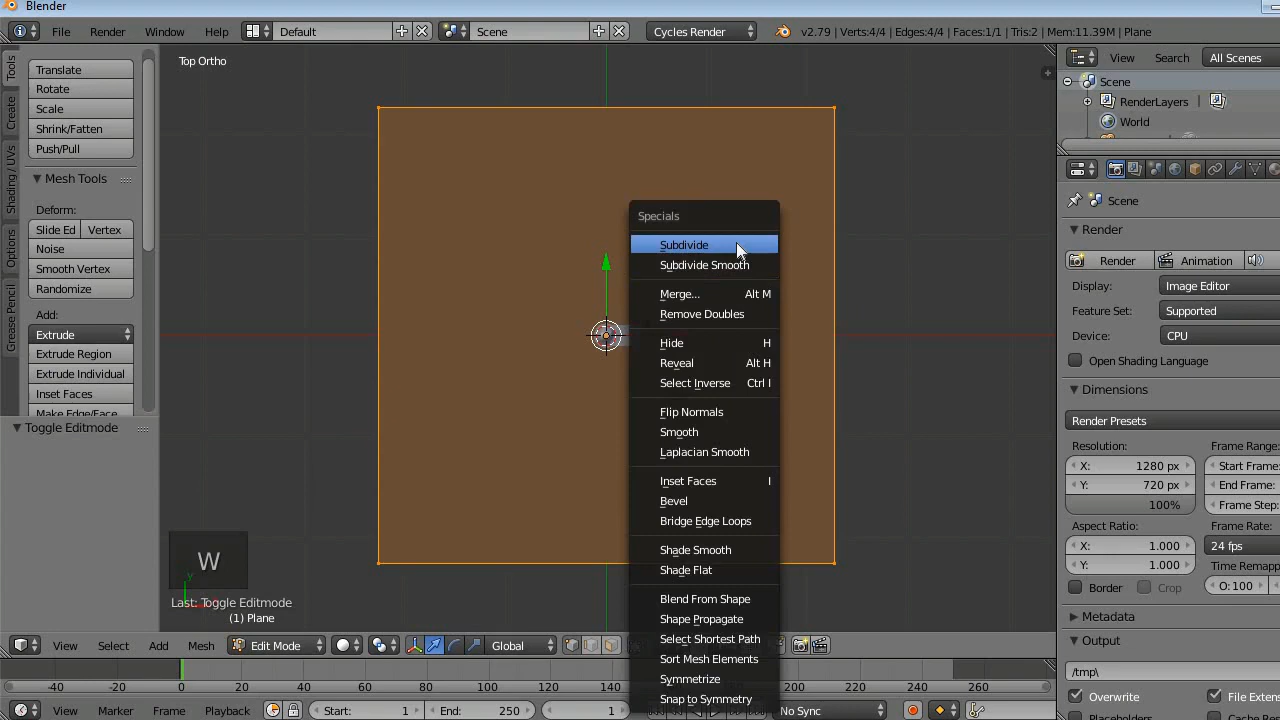 Blender
File Render Window Help Default Scene Cycles Render v2.79 | Verts:4/4 | Edges:4/4 | Faces:1/1 | Tris:2 | Mem:11.39M | Plane
Tools
Create
Shading / UVs
Options
Grease Pencil
Translate
Rotate
Scale
Shrink/Fatten
Push/Pull
Mesh Tools
Deform:
Slide Ed Vertex
Noise
Smooth Vertex
Randomize
Add:
Extrude
Extrude Region
Extrude Individual
Inset Faces
Make Edge/Face
Toggle Editmode
Top Ortho
Specials
Subdivide
Subdivide Smooth
Merge... Alt M
Remove Doubles
Hide H
Reveal Alt H
Select Inverse Ctrl I
Flip Normals
Smooth
Laplacian Smooth
Inset Faces I
Bevel
Bridge Edge Loops
Shade Smooth
Shade Flat
Blend From Shape
Shape Propagate
Select Shortest Path
Sort Mesh Elements
Symmetrize
Snap to Symmetry
W
y
Last: Toggle Editmode
(1) Plane
View Select Add Mesh Edit Mode Global
-40 -20 0 20 40 60 80 100 120 140 200 220 240 260
View Marker Frame Playback Start: 1 End: 250 1 No Sync
View Search All Scenes
Scene
RenderLayers |
World
Scene
Render
Render Animation
Display: Image Editor
Feature Set: Supported
Device: CPU
Open Shading Language
Dimensions
Render Presets
Resolution: Frame Range:
X: 1280 px Start Frame:
Y: 720 px End Frame:
100% Frame Step:
Aspect Ratio: Frame Rate:
X: 1.000 24 fps
Y: 1.000 Time Remapp
Border Crop O:100
Metadata
Output
/tmp\
Overwrite File Exten